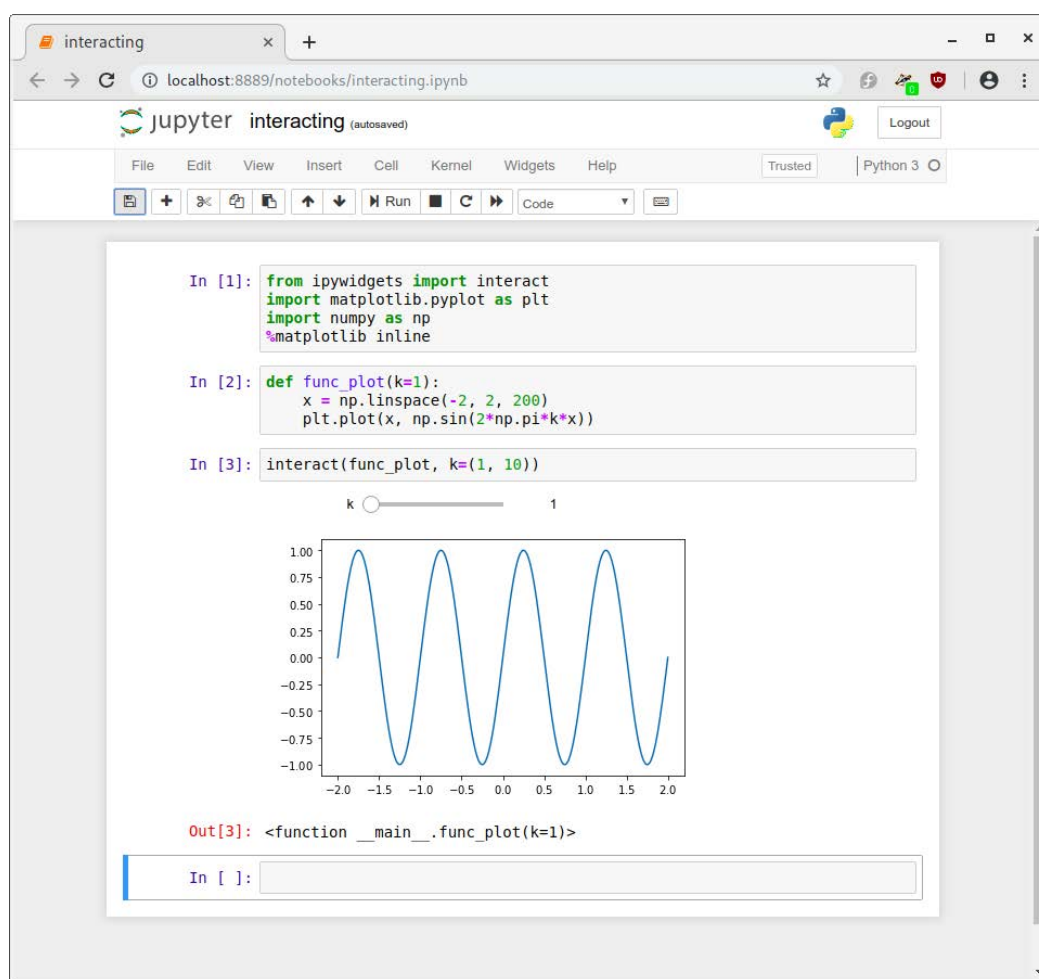 interacting
localhost:8889/notebooks/interacting.ipynb
jupyter interacting (autosaved)
Logout
File Edit View Insert Cell Kernel Widgets Help
Trusted Python 3
Run Code
In [1]: from ipywidgets import interact
import matplotlib.pyplot as plt
import numpy as np
%matplotlib inline
In [2]: def func_plot(k=1):
    x = np.linspace(-2, 2, 200)
    plt.plot(x, np.sin(2*np.pi*k*x))
In [3]: interact(func_plot, k=(1, 10))
k 1
1.00
0.75
0.50
0.25
0.00
−0.25
−0.50
−0.75
−1.00
−2.0 −1.5 −1.0 −0.5 0.0 0.5 1.0 1.5 2.0
Out[3]: <function __main__.func_plot(k=1)>
In [ ]: